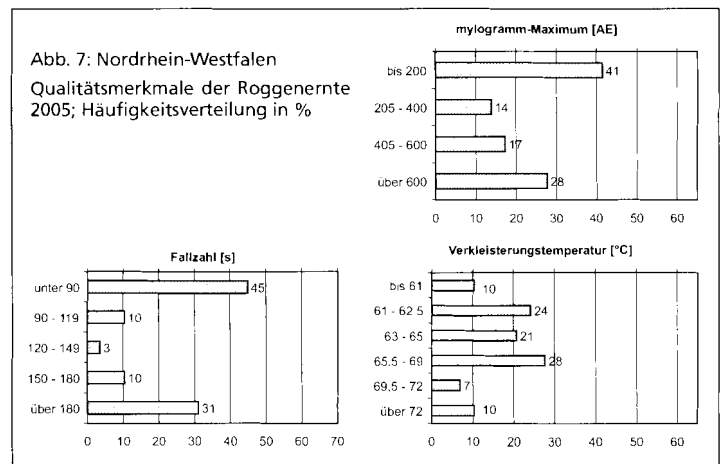 Abb. 7: Nordrhein-Westfalen
Qualitätsmerkmale der Roggenernte
2005; Häufigkeitsverteilung in %
mylogramm-Maximum [AE]
bis 200 41
205 - 400 14
405 - 600 17
über 600 28
0 10 20 30 40 50 60
Fallzahl [s]
unter 90 45
90 - 119 10
120 - 149 3
150 - 180 10
über 180 31
0 10 20 30 40 50 60 70
Verkleisterungstemperatur [°C]
bis 61 10
61 - 62.5 24
63 - 65 21
65.5 - 69 28
69.5 - 72 7
über 72 10
0 10 20 30 40 50 60